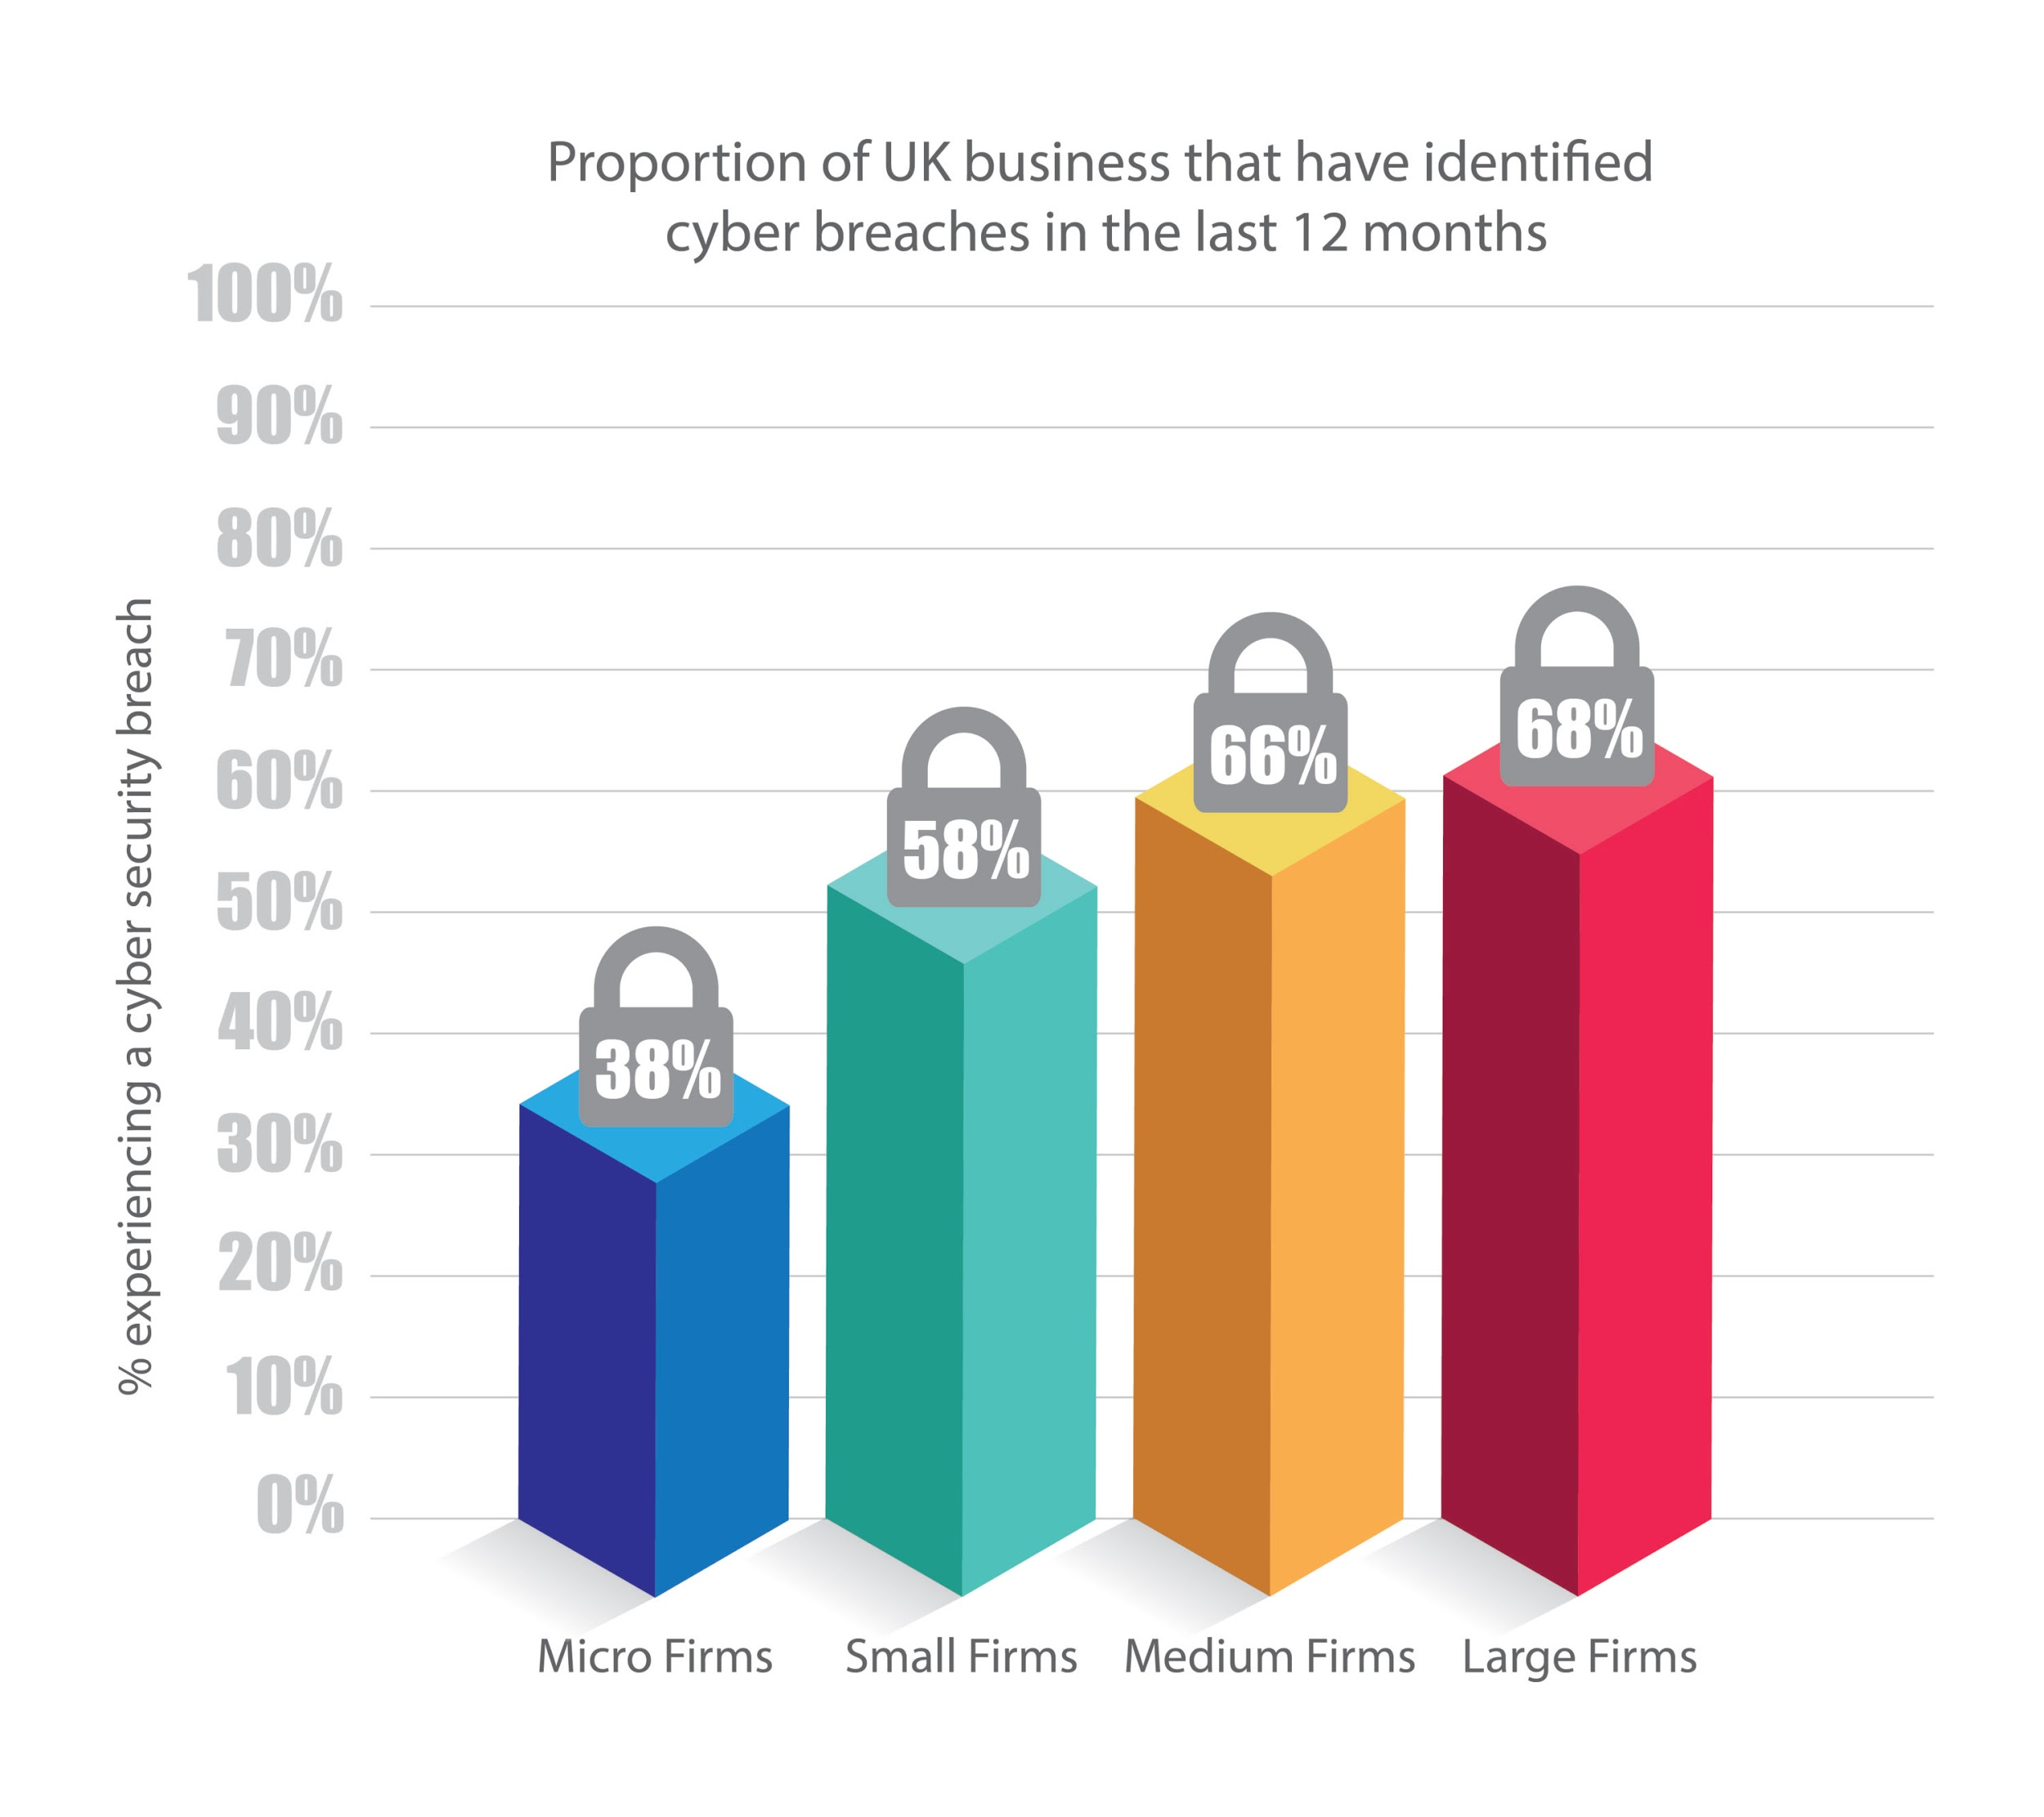 Proportion of UK business that have identified
cyber breaches in the last 12 months
% experiencing a cyber security breach
100%
90%
80%
70%
60%
50%
40%
30%
20%
10%
0%
38%
58%
66%
68%
Micro Firms
Small Firms
Medium Firms
Large Firms